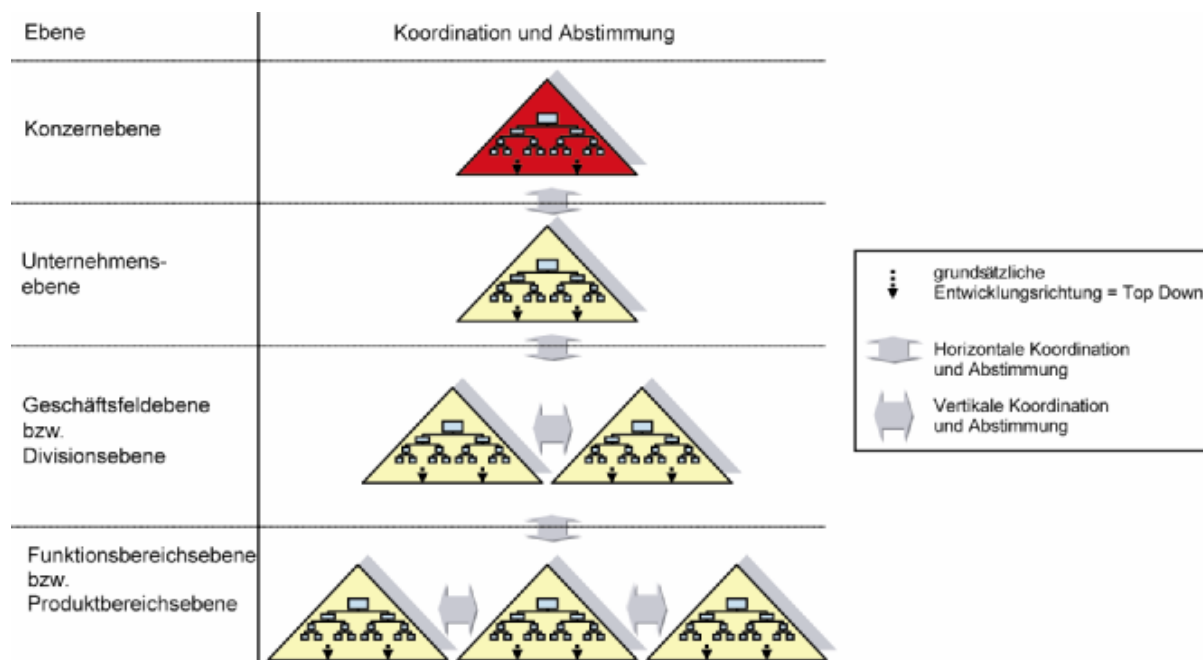 Ebene
Koordination und Abstimmung
Konzernebene
Unternehmens-
ebene
Geschäftsfeldebene
bzw.
Divisionsebene
Funktionsbereichsebene
bzw.
Produktbereichsebene
grundsätzliche
Entwicklungsrichtung = Top Down
Horizontale Koordination
und Abstimmung
Vertikale Koordination
und Abstimmung